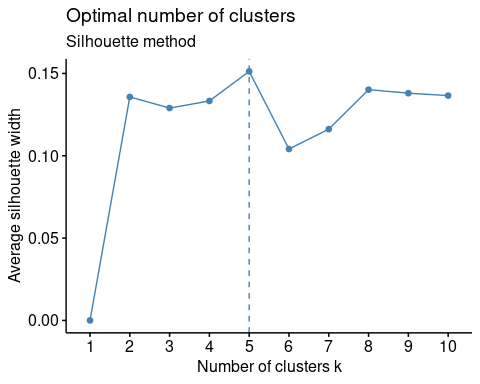 Optimal number of clusters
Silhouette method
Average silhouette width
0.15
0.10
0.05
0.00
1 2 3 4 5 6 7 8 9 10
Number of clusters k